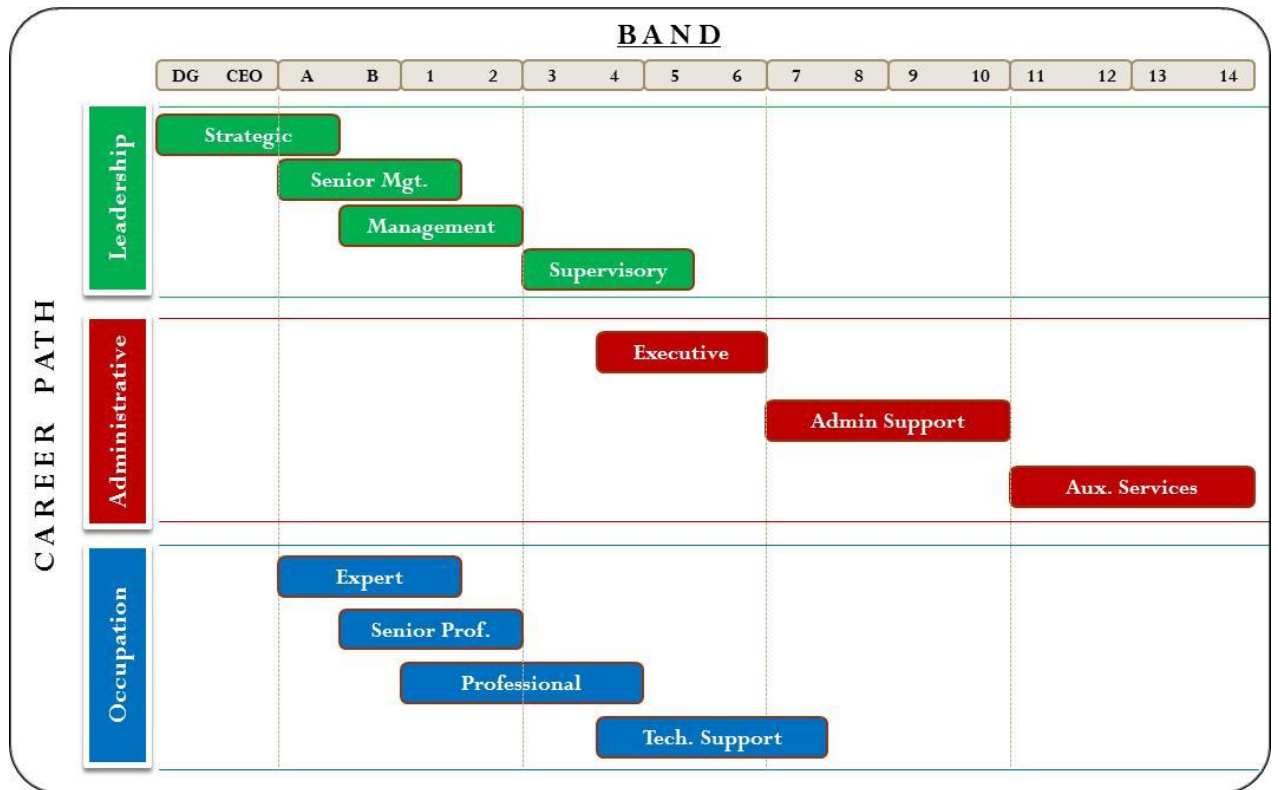 BAND
DG CEO A B 1 2 3 4 5 6 7 8 9 10 11 12 13 14
CAREER PATH
Leadership
Strategic
Senior Mgt.
Management
Supervisory
Administrative
Executive
Admin Support
Aux. Services
Occupation
Expert
Senior Prof.
Professional
Tech. Support